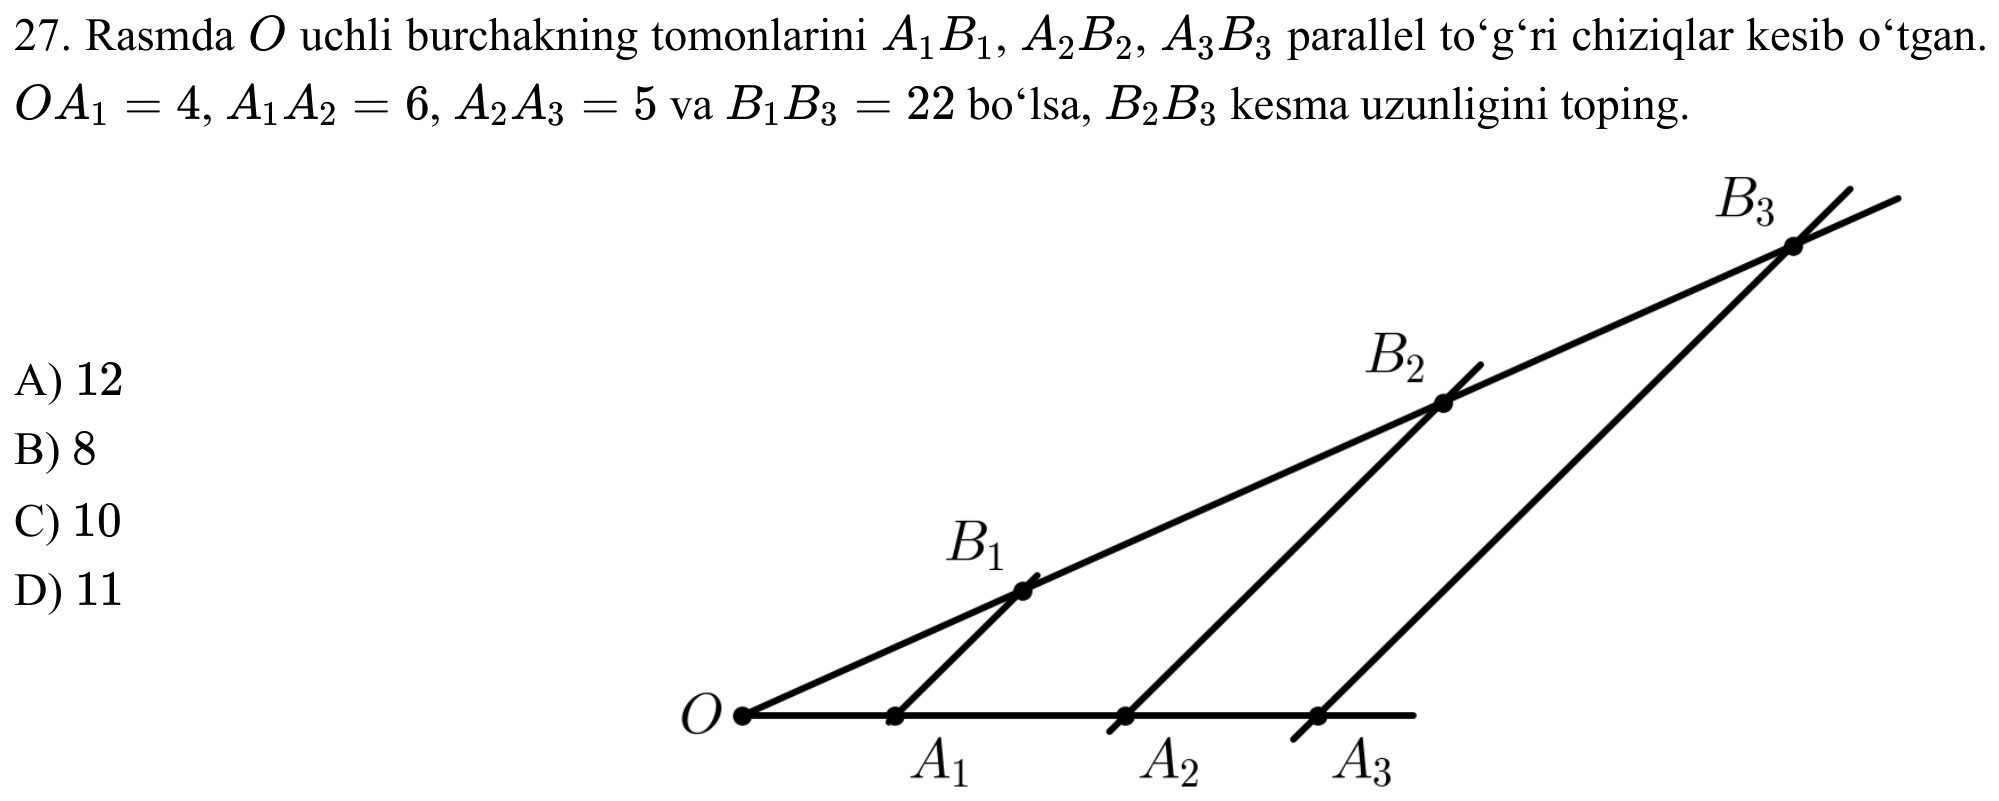 27. Rasmda O uchli burchakning tomonlarini A₁B₁, A₂B₂, A₃B₃ parallel to‘g‘ri chiziqlar kesib o‘tgan.
OA₁ = 4, A₁A₂ = 6, A₂A₃ = 5 va B₁B₃ = 22 bo‘lsa, B₂B₃ kesma uzunligini toping.
A) 12
B) 8
C) 10
D) 11
B₃
B₂
B₁
O
A₁ A₂ A₃